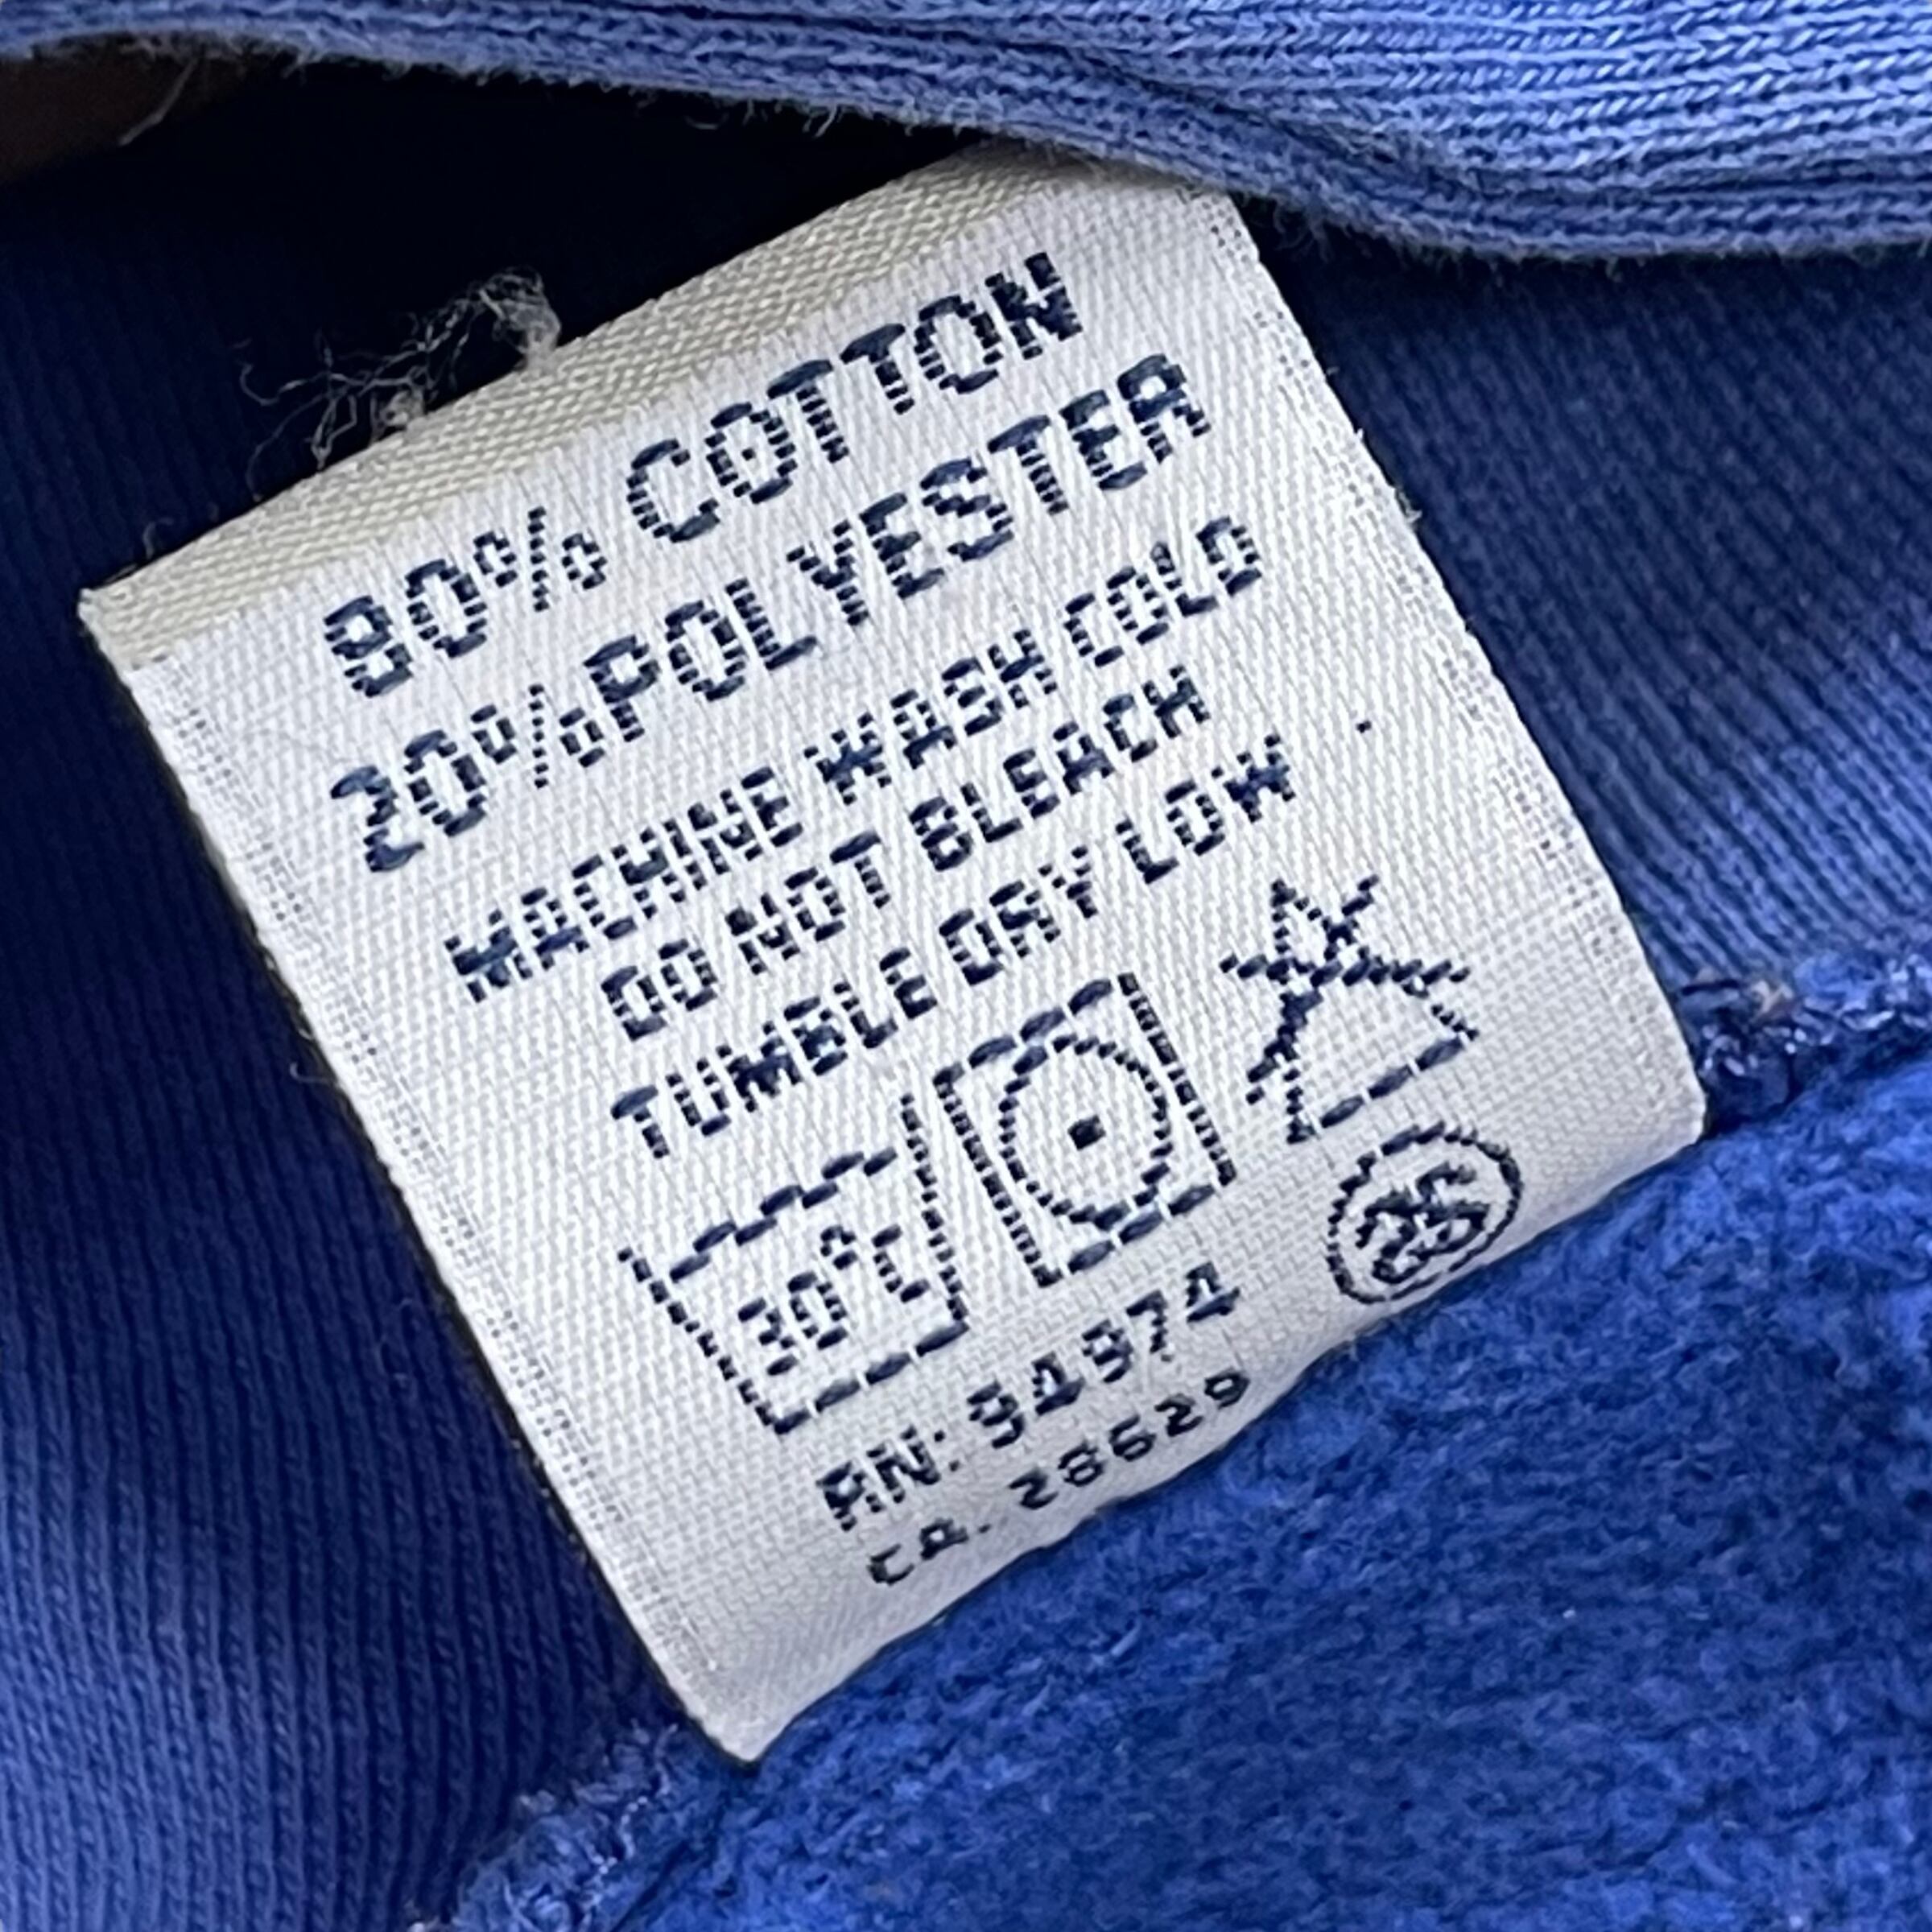 80% COTTON
20% POLYESTER
MACHINE WASH COLD
DO NOT BLEACH
TUMBLE DRY LOW
30°C
RN: 94974
CA. 28629